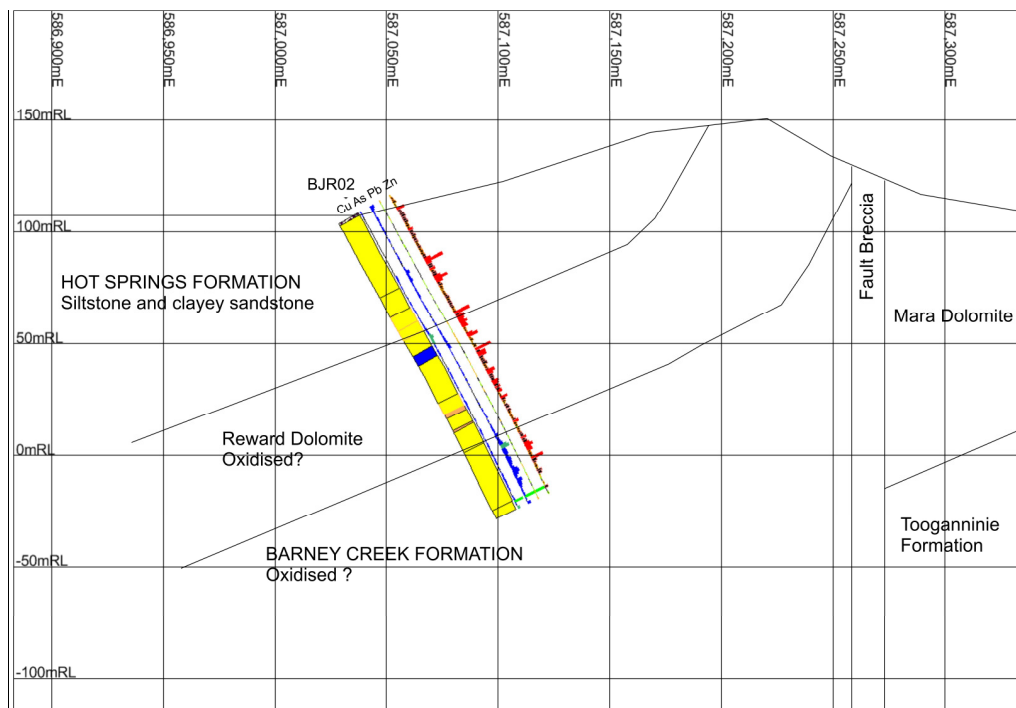 586,900mE
586,950mE
587,000mE
587,050mE
587,100mE
587,150mE
587,200mE
587,250mE
587,300mE
150mRL
BJR02
Cu As Pb Zn
100mRL
Fault Breccia
HOT SPRINGS FORMATION
Siltstone and clayey sandstone
Mara Dolomite
50mRL
Reward Dolomite
Oxidised?
0mRL
Tooganninie
Formation
BARNEY CREEK FORMATION
Oxidised ?
-50mRL
-100mRL